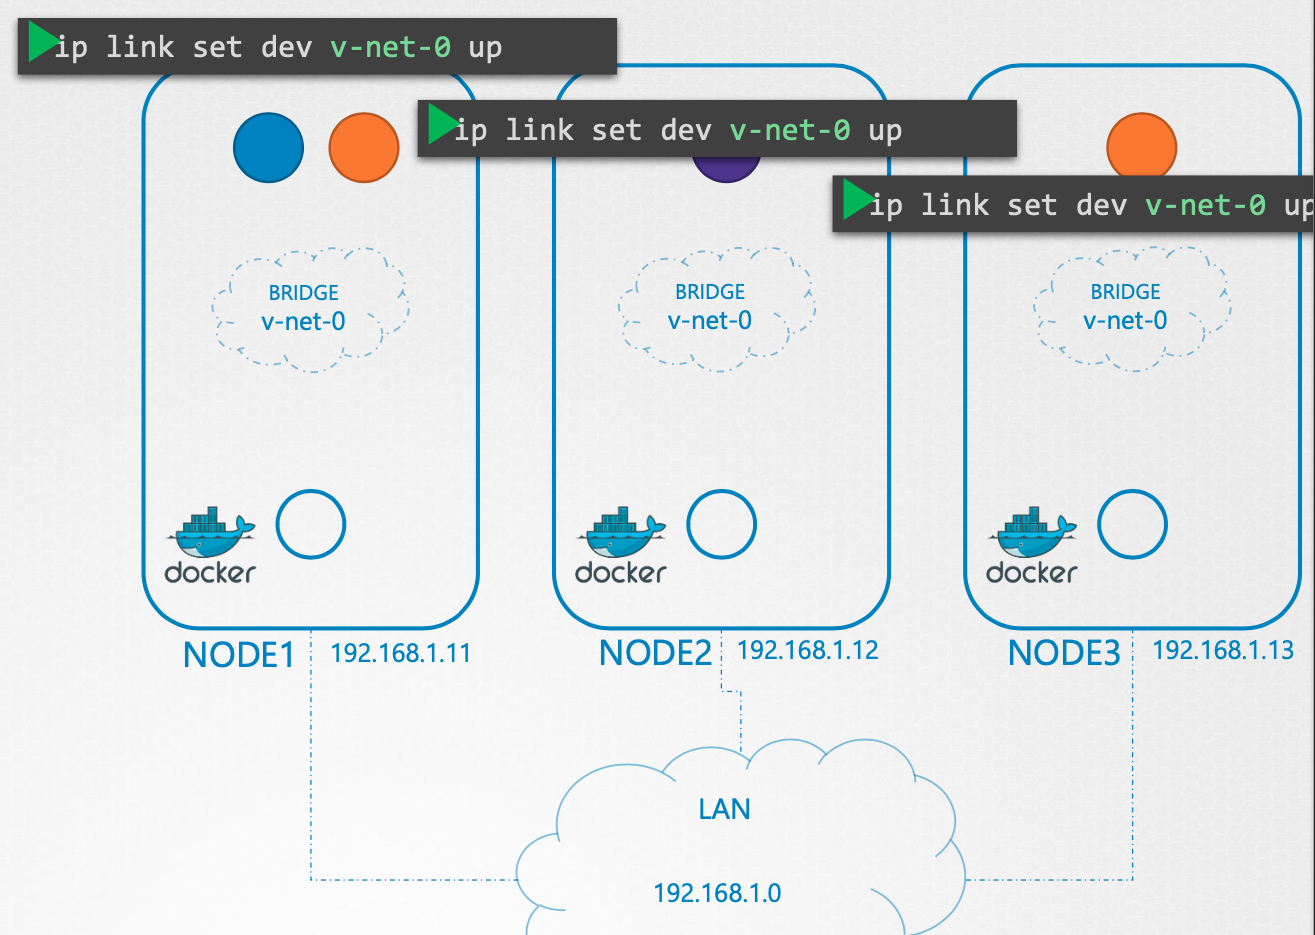 ip link set dev v-net-0 up
ip link set dev v-net-0 up
ip link set dev v-net-0 up
BRIDGE
v-net-0
BRIDGE
v-net-0
BRIDGE
v-net-0
docker
docker
docker
NODE1 192.168.1.11
NODE2 192.168.1.12
NODE3 192.168.1.13
LAN
192.168.1.0